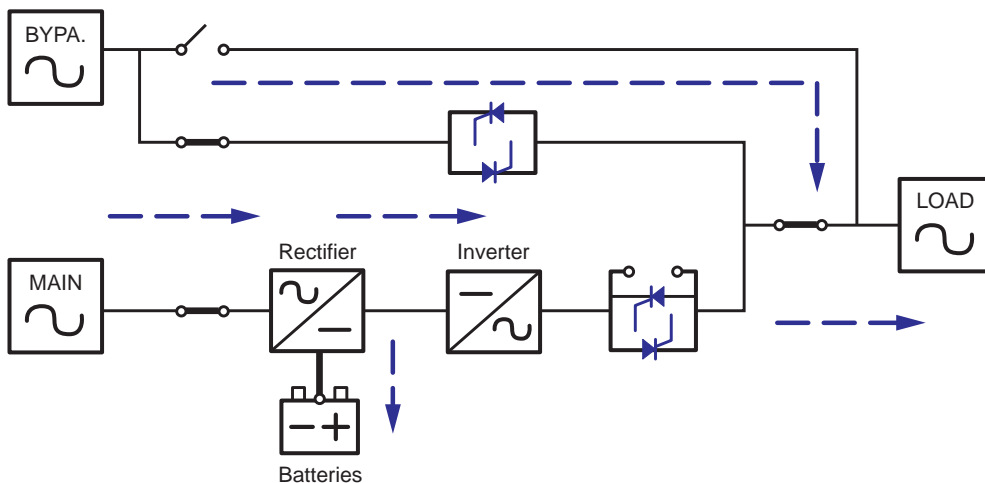 BYPA.
LOAD
Rectifier
Inverter
MAIN
Batteries